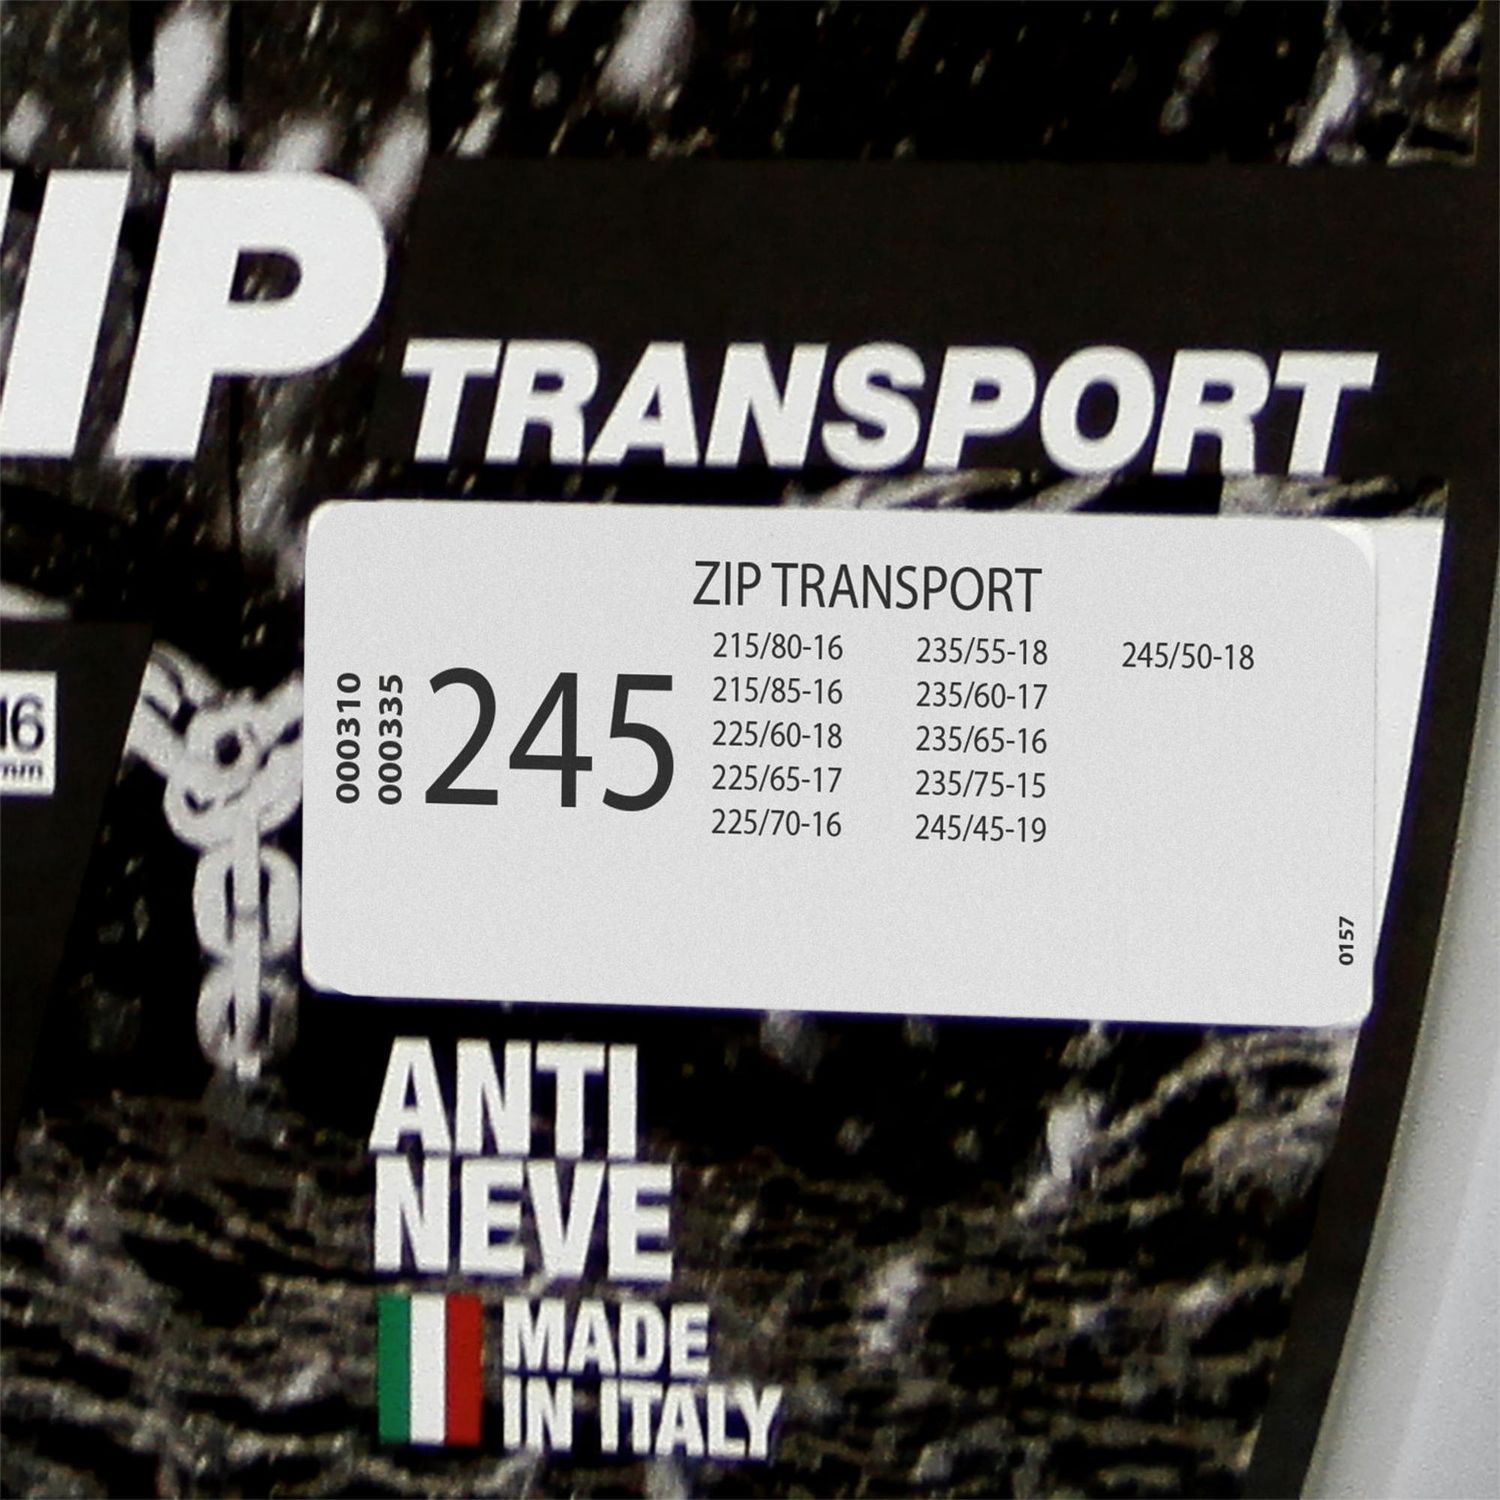 IP TRANSPORT
ZIP TRANSPORT
000310
000335
245
215/80-16 235/55-18 245/50-18
215/85-16 235/60-17
225/60-18 235/65-16
225/65-17 235/75-15
225/70-16 245/45-19
0157
16
mm
ANTI
NEVE
MADE
IN ITALY